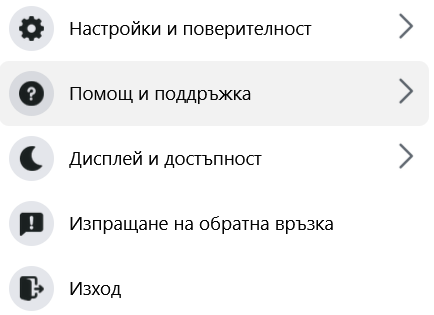 Настройки и поверителност
Помощ и поддръжка
Дисплей и достъпност
Изпращане на обратна връзка
Изход